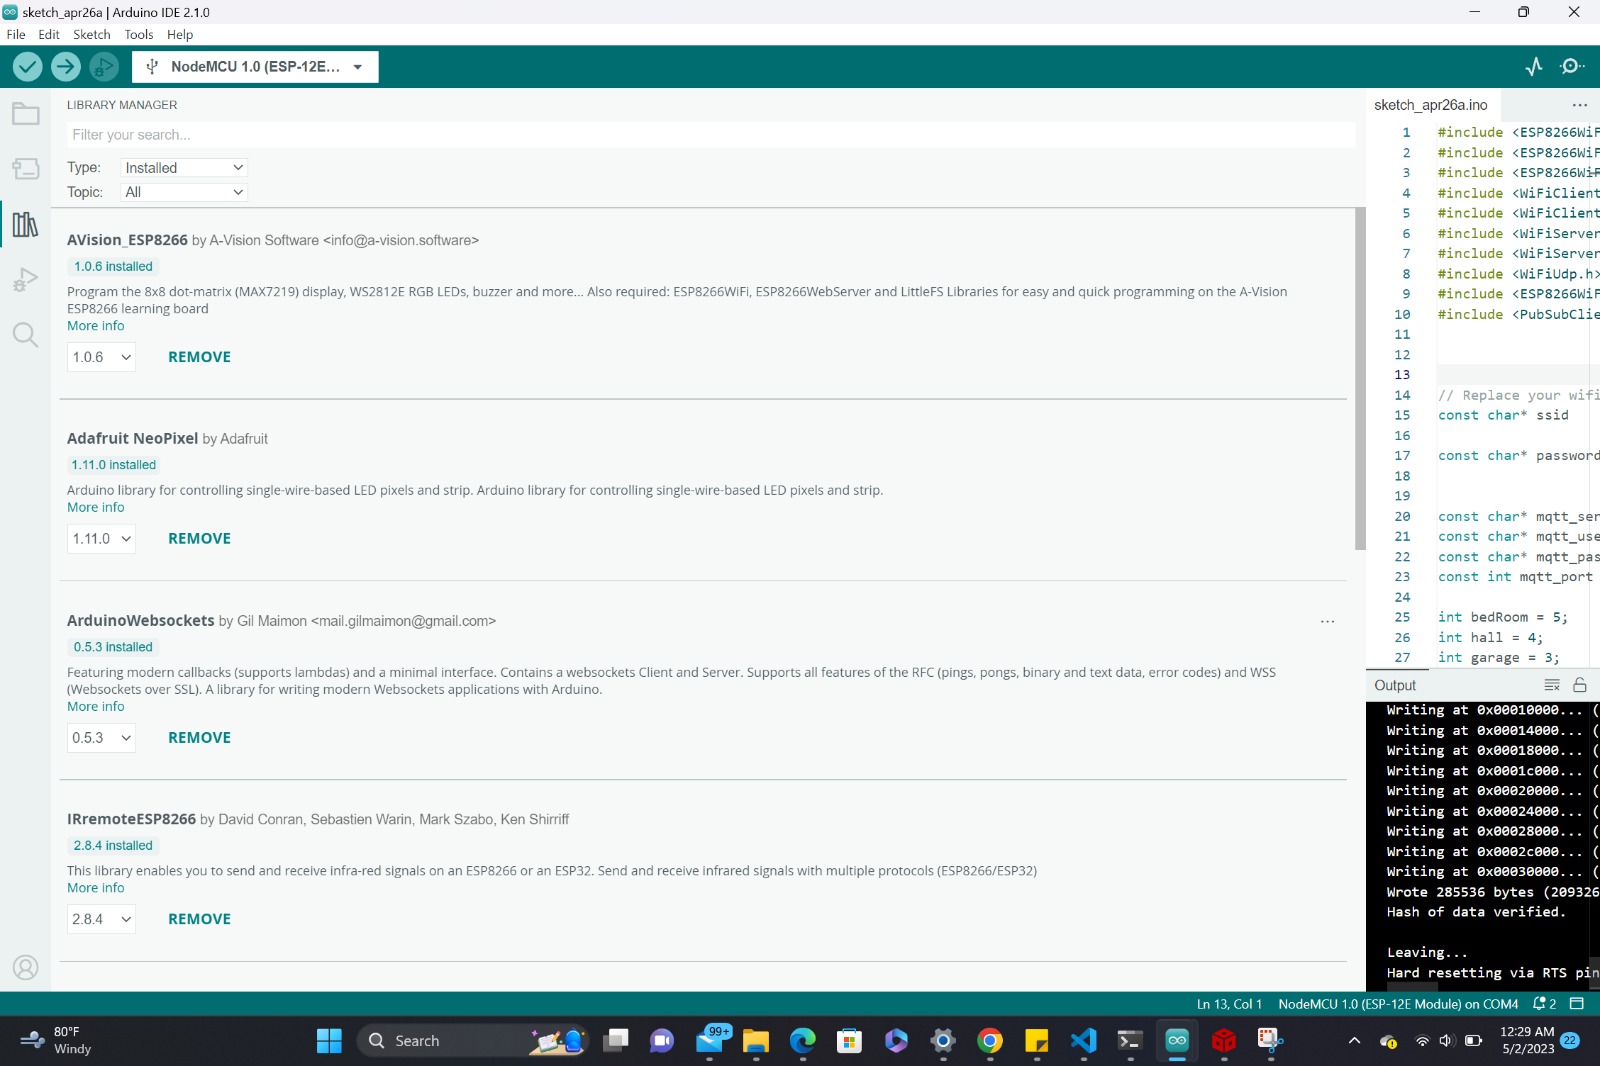 sketch_apr26a | Arduino IDE 2.1.0
File Edit Sketch Tools Help
NodeMCU 1.0 (ESP-12E...
LIBRARY MANAGER
Filter your search...
Type: Installed
Topic: All
AVision_ESP8266 by A-Vision Software <info@a-vision.software>
1.0.6 installed
Program the 8x8 dot-matrix (MAX7219) display, WS2812E RGB LEDs, buzzer and more... Also required: ESP8266WiFi, ESP8266WebServer and LittleFS Libraries for easy and quick programming on the A-Vision
ESP8266 learning board
More info
1.0.6 REMOVE
Adafruit NeoPixel by Adafruit
1.11.0 installed
Arduino library for controlling single-wire-based LED pixels and strip. Arduino library for controlling single-wire-based LED pixels and strip.
More info
1.11.0 REMOVE
ArduinoWebsockets by Gil Maimon <mail.gilmaimon@gmail.com>
0.5.3 installed
Featuring modern callbacks (supports lambdas) and a minimal interface. Contains a websockets Client and Server. Supports all features of the RFC (pings, pongs, binary and text data, error codes) and WSS
(Websockets over SSL). A library for writing modern Websockets applications with Arduino.
More info
0.5.3 REMOVE
IRremoteESP8266 by David Conran, Sebastien Warin, Mark Szabo, Ken Shirriff
2.8.4 installed
This library enables you to send and receive infra-red signals on an ESP8266 or an ESP32. Send and receive infrared signals with multiple protocols (ESP8266/ESP32)
More info
2.8.4 REMOVE
sketch_apr26a.ino
1 #include <ESP8266WiF
2 #include <ESP8266WiF
3 #include <ESP8266WiF
4 #include <WiFiClient
5 #include <WiFiClient
6 #include <WiFiServer
7 #include <WiFiServer
8 #include <WiFiUdp.h>
9 #include <ESP8266WiF
10 #include <PubSubClie
11
12
13
14 // Replace your wifi
15 const char* ssid
16
17 const char* password
18
19
20 const char* mqtt_ser
21 const char* mqtt_use
22 const char* mqtt_pas
23 const int mqtt_port
24
25 int bedRoom = 5;
26 int hall = 4;
27 int garage = 3;
Output
Writing at 0x00010000... (
Writing at 0x00014000... (
Writing at 0x00018000... (
Writing at 0x0001c000... (
Writing at 0x00020000... (
Writing at 0x00024000... (
Writing at 0x00028000... (
Writing at 0x0002c000... (
Writing at 0x00030000... (
Wrote 285536 bytes (209326
Hash of data verified.
Leaving...
Hard resetting via RTS pin
Ln 13, Col 1 NodeMCU 1.0 (ESP-12E Module) on COM4 2
80°F
Windy
Search
99+
12:29 AM
5/2/2023
22